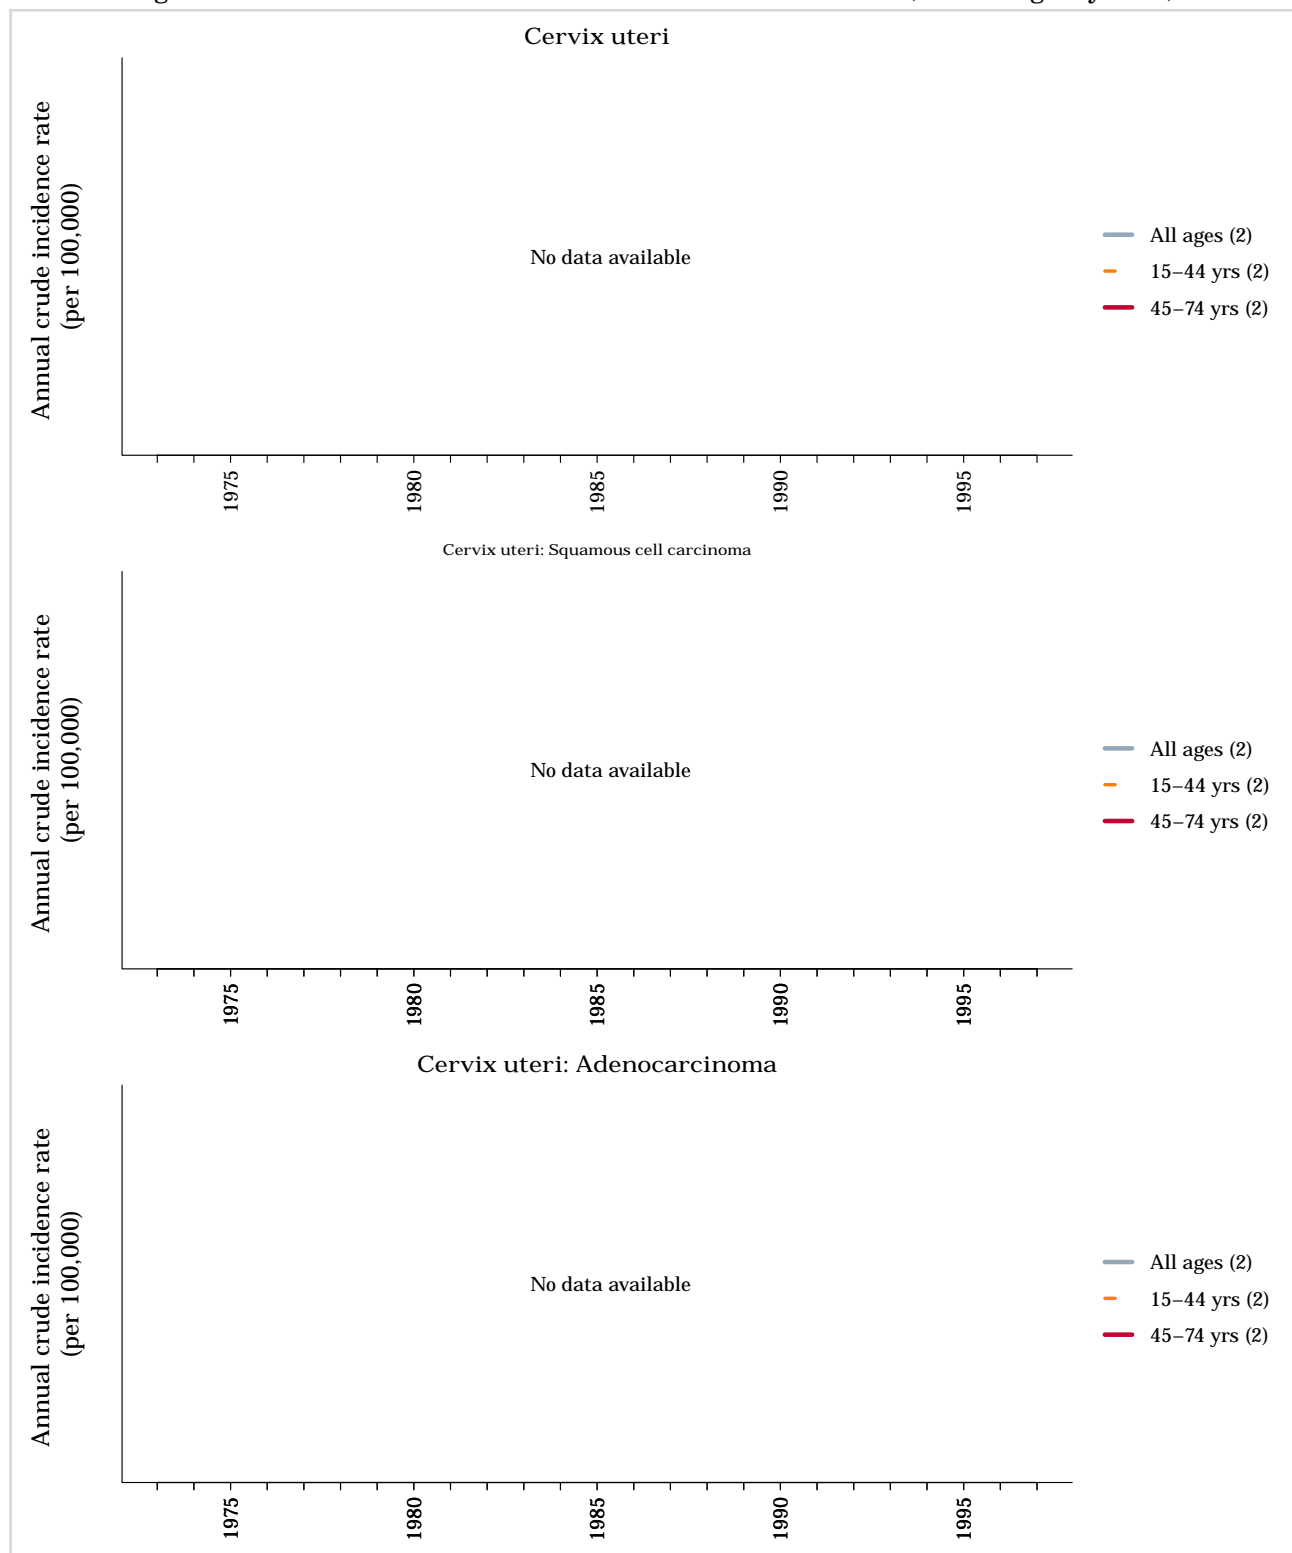 Cervix uteri
Annual crude incidence rate
(per 100,000)
No data available
All ages (2)
15–44 yrs (2)
45–74 yrs (2)
1975
1980
1985
1990
1995
Cervix uteri: Squamous cell carcinoma
Annual crude incidence rate
(per 100,000)
No data available
All ages (2)
15–44 yrs (2)
45–74 yrs (2)
1975
1980
1985
1990
1995
Cervix uteri: Adenocarcinoma
Annual crude incidence rate
(per 100,000)
No data available
All ages (2)
15–44 yrs (2)
45–74 yrs (2)
1975
1980
1985
1990
1995